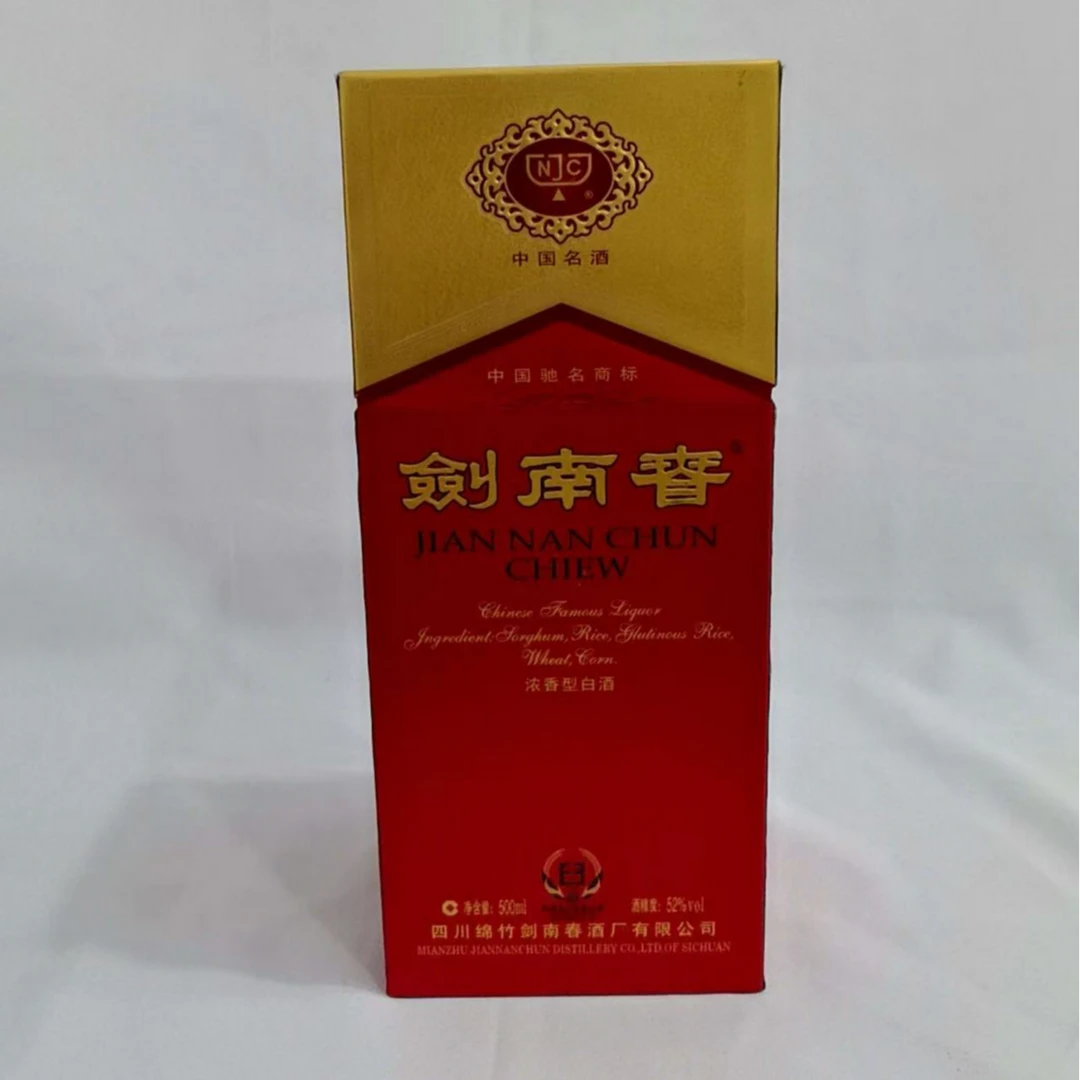 NJC
®
中国名酒
中国驰名商标
劍南春®
JIAN NAN CHUN
CHIEW
Chinese Famous Liquor
Ingredient:Sorghum, Rice, Glutinous Rice,
Wheat, Corn.
浓香型白酒
净含量: 500ml 酒精度: 52%vol
四川绵竹剑南春酒厂有限公司
MIANZHU JIANNANCHUN DISTILLERY CO.,LTD.OF SICHUAN